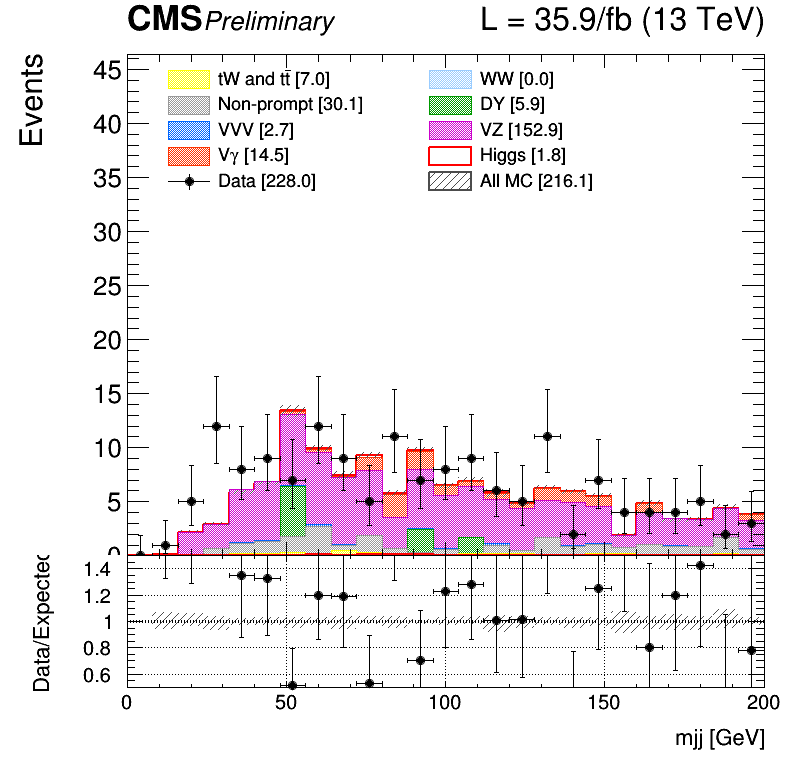 CMS Preliminary L = 35.9/fb (13 TeV)
Events
45
40
35
30
25
20
15
10
5
0
tW and tt̄ [7.0]
Non-prompt [30.1]
VVV [2.7]
Vγ [14.5]
Data [228.0]
WW [0.0]
DY [5.9]
VZ [152.9]
Higgs [1.8]
All MC [216.1]
Data/Expected
1.4
1.2
1
0.8
0.6
0 50 100 150 200
mjj [GeV]